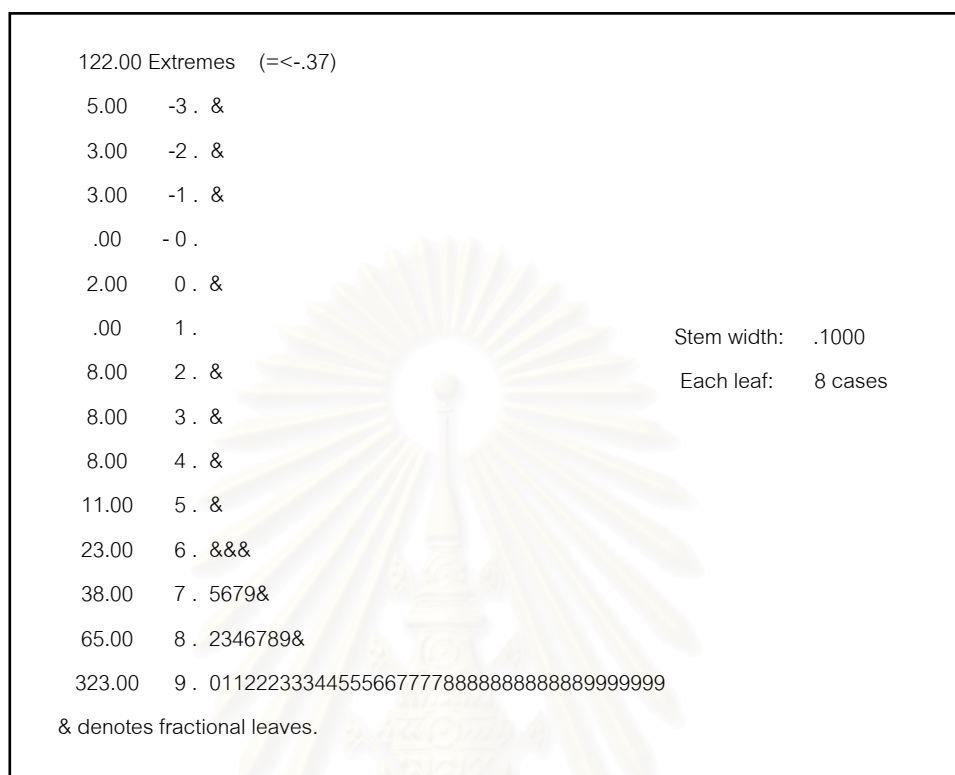 122.00 Extremes (=<-.37)
5.00 -3 . &
3.00 -2 . &
3.00 -1 . &
.00 - 0 .
2.00 0 . &
.00 1 .
8.00 2 . &
8.00 3 . &
8.00 4 . &
11.00 5 . &
23.00 6 . &&&
38.00 7 . 5679&
65.00 8 . 2346789&
323.00 9 . 0112223334455566777788888888888899999999
& denotes fractional leaves.
Stem width: .1000
Each leaf: 8 cases